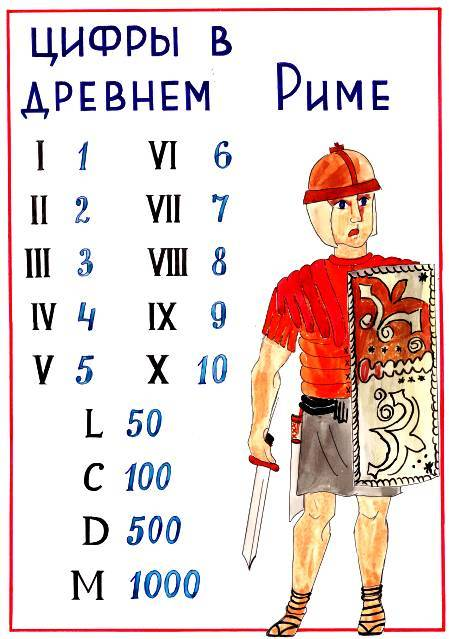 ЦИФРЫ В
ДРЕВНЕМ РИМЕ
I 1 VI 6
II 2 VII 7
III 3 VIII 8
IV 4 IX 9
V 5 X 10
L 50
C 100
D 500
M 1000